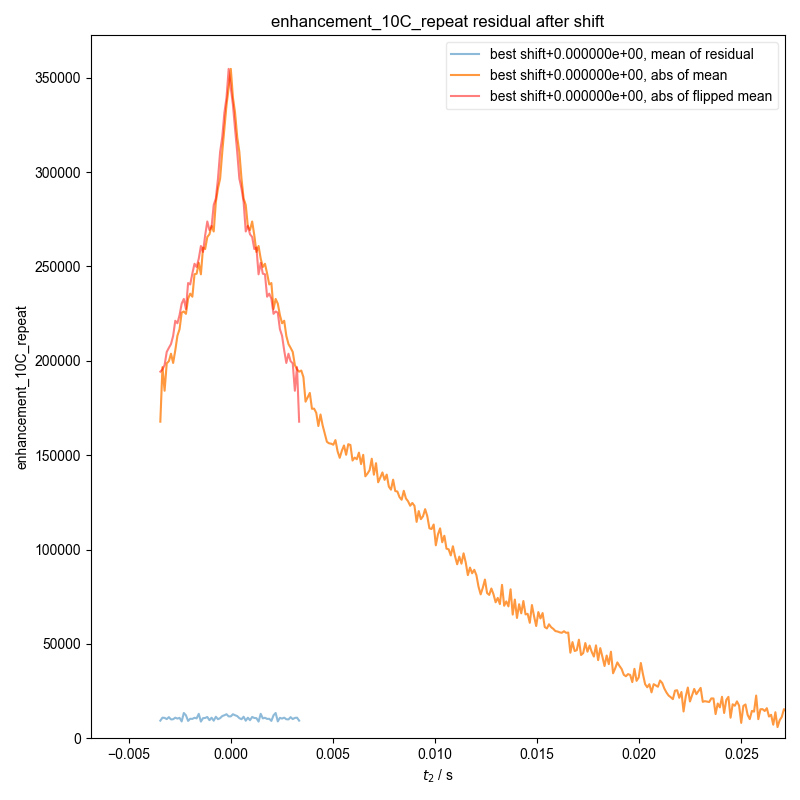 enhancement_10C_repeat residual after shift
best shift+0.000000e+00, mean of residual
best shift+0.000000e+00, abs of mean
best shift+0.000000e+00, abs of flipped mean
enhancement_10C_repeat
350000
300000
250000
200000
150000
100000
50000
0
−0.005
0.000
0.005
0.010
0.015
0.020
0.025
t₂ / s